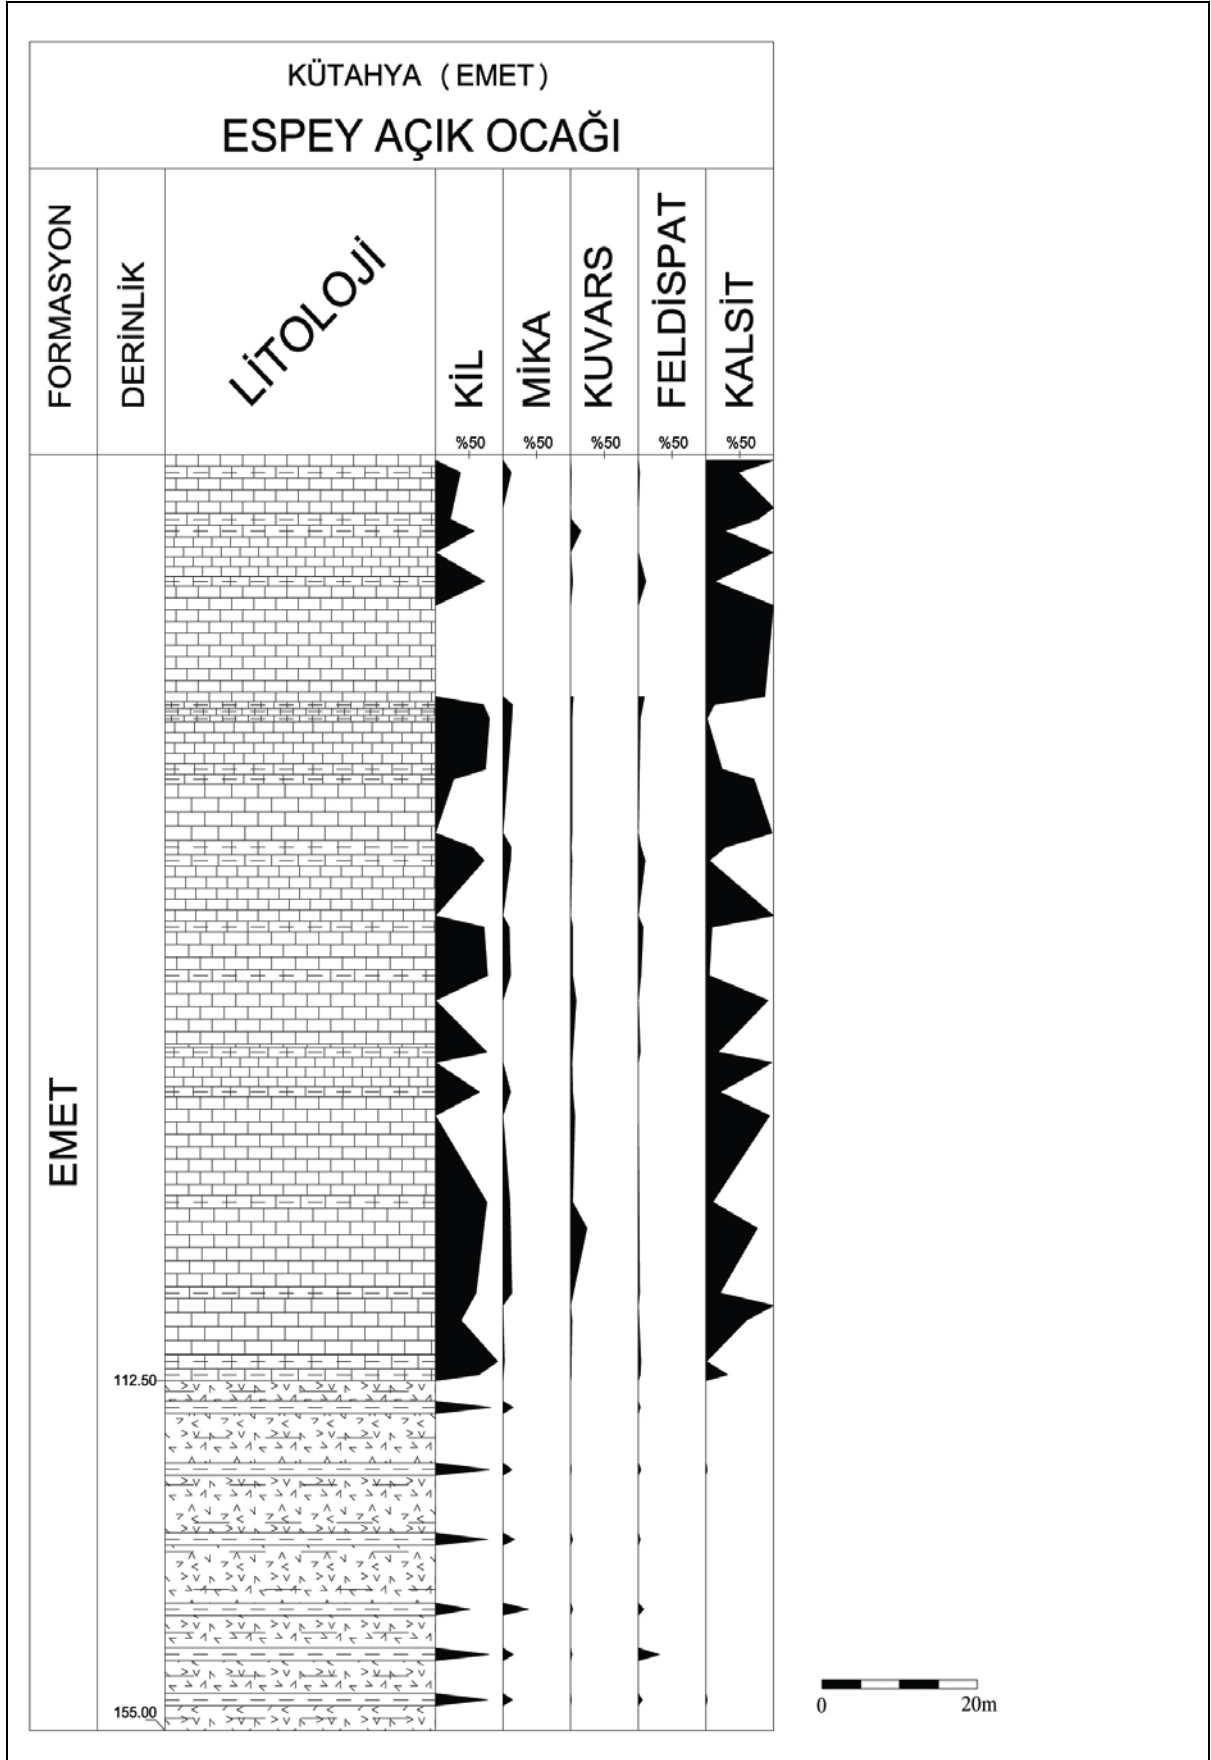 KÜTAHYA ( EMET )
ESPEY AÇIK OCAĞI
FORMASYON
DERİNLİK
LİTOLOJİ
KİL
MİKA
KUVARS
FELDİSPAT
KALSİT
%50 %50 %50 %50 %50
EMET
112.50
155.00
0 20m